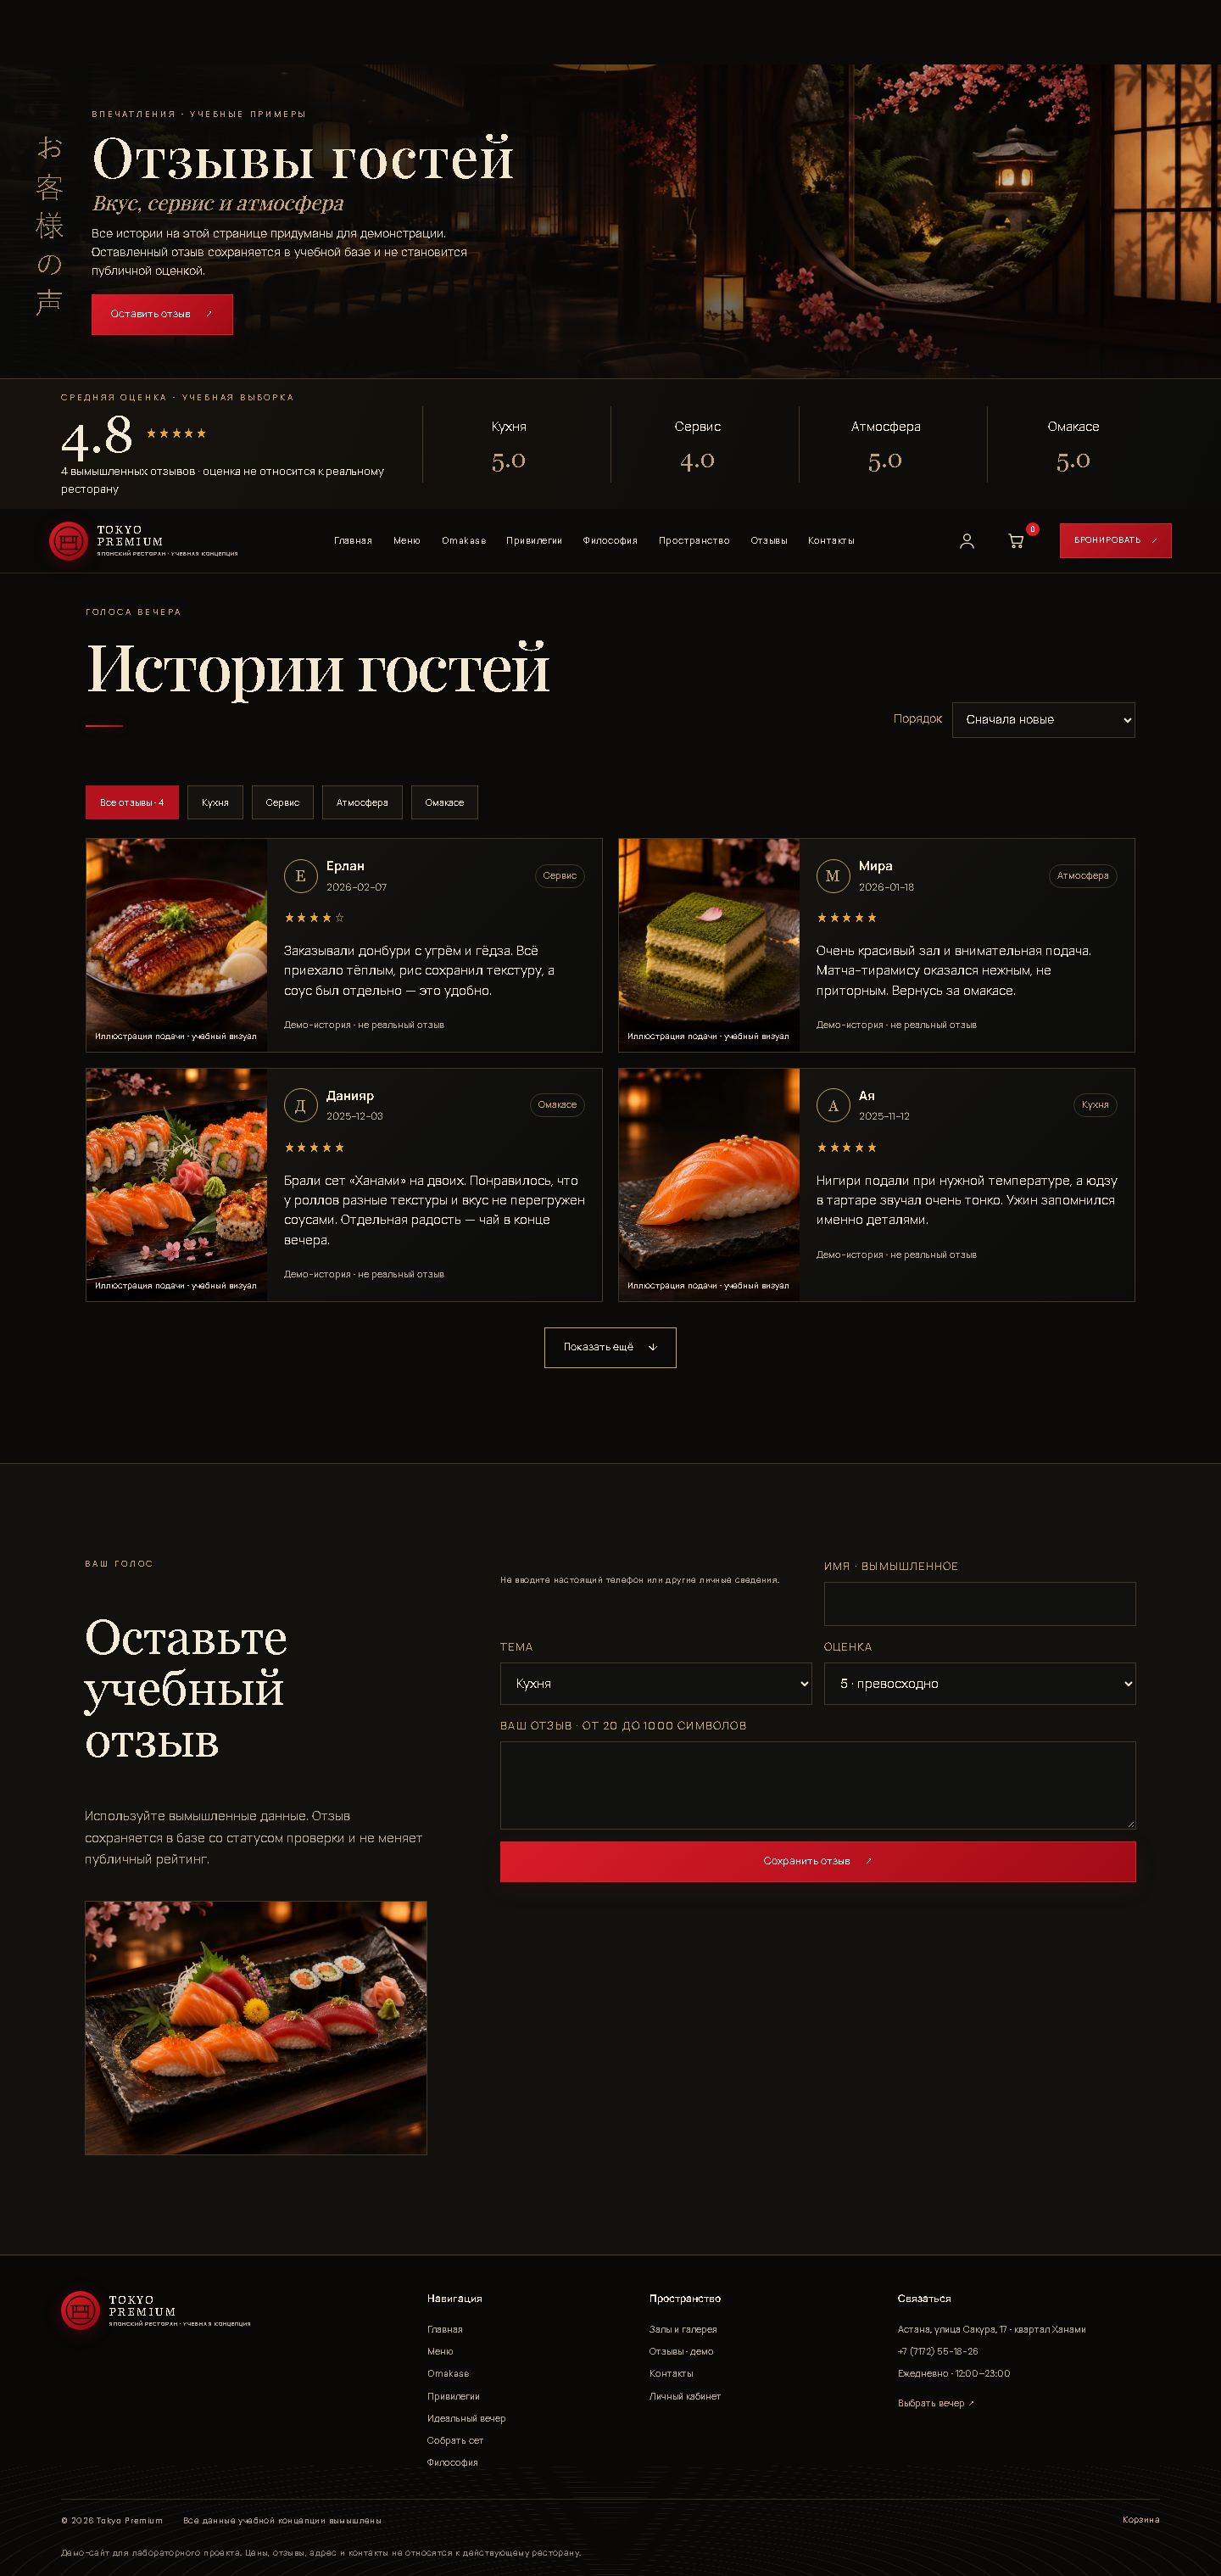 お客様の声
ВПЕЧАТЛЕНИЯ · УЧЕБНЫЕ ПРИМЕРЫ
Отзывы гостей
Вкус, сервис и атмосфера
Все истории на этой странице придуманы для демонстрации.
Оставленный отзыв сохраняется в учебной базе и не становится
публичной оценкой.
Оставить отзыв ↗
СРЕДНЯЯ ОЦЕНКА · УЧЕБНАЯ ВЫБОРКА
4.8 ★★★★★
4 вымышленных отзывов · оценка не относится к реальному
ресторану
Кухня
5.0
Сервис
4.0
Атмосфера
5.0
Омакасе
5.0
TOKYO
PREMIUM
ЯПОНСКИЙ РЕСТОРАН · УЧЕБНАЯ КОНЦЕПЦИЯ
Главная Меню Omakase Привилегии Философия Пространство Отзывы Контакты
0
БРОНИРОВАТЬ ↗
ГОЛОСА ВЕЧЕРА
Истории гостей
Порядок Сначала новые
Все отзывы · 4 Кухня Сервис Атмосфера Омакасе
Е
Ерлан
2026-02-07
Сервис
★★★★☆
Заказывали донбури с угрём и гёдза. Всё
приехало тёплым, рис сохранил текстуру, а
соус был отдельно — это удобно.
Демо-история · не реальный отзыв
Иллюстрация подачи · учебный визуал
М
Мира
2026-01-18
Атмосфера
★★★★★
Очень красивый зал и внимательная подача.
Матча-тирамису оказался нежным, не
приторным. Вернусь за омакасе.
Демо-история · не реальный отзыв
Иллюстрация подачи · учебный визуал
Д
Данияр
2025-12-03
Омакасе
★★★★★
Брали сет «Ханами» на двоих. Понравилось, что
у роллов разные текстуры и вкус не перегружен
соусами. Отдельная радость — чай в конце
вечера.
Демо-история · не реальный отзыв
Иллюстрация подачи · учебный визуал
А
Ая
2025-11-12
Кухня
★★★★★
Нигири подали при нужной температуре, а юдзу
в тартаре звучал очень тонко. Ужин запомнился
именно деталями.
Демо-история · не реальный отзыв
Иллюстрация подачи · учебный визуал
Показать ещё ↓
ВАШ ГОЛОС
Оставьте
учебный
отзыв
Используйте вымышленные данные. Отзыв
сохраняется в базе со статусом проверки и не меняет
публичный рейтинг.
Не вводите настоящий телефон или другие личные сведения.
ИМЯ · ВЫМЫШЛЕННОЕ
ТЕМА
Кухня
ОЦЕНКА
5 · превосходно
ВАШ ОТЗЫВ · ОТ 20 ДО 1000 СИМВОЛОВ
Сохранить отзыв ↗
TOKYO
PREMIUM
ЯПОНСКИЙ РЕСТОРАН · УЧЕБНАЯ КОНЦЕПЦИЯ
Навигация
Главная
Меню
Omakase
Привилегии
Идеальный вечер
Собрать сет
Философия
Пространство
Залы и галерея
Отзывы · демо
Контакты
Личный кабинет
Связаться
Астана, улица Сакура, 17 · квартал Ханами
+7 (7172) 55-18-26
Ежедневно · 12:00–23:00
Выбрать вечер ↗
© 2026 Tokyo Premium Все данные учебной концепции вымышлены
Корзина
Демо-сайт для лабораторного проекта. Цены, отзывы, адрес и контакты не относятся к действующему ресторану.